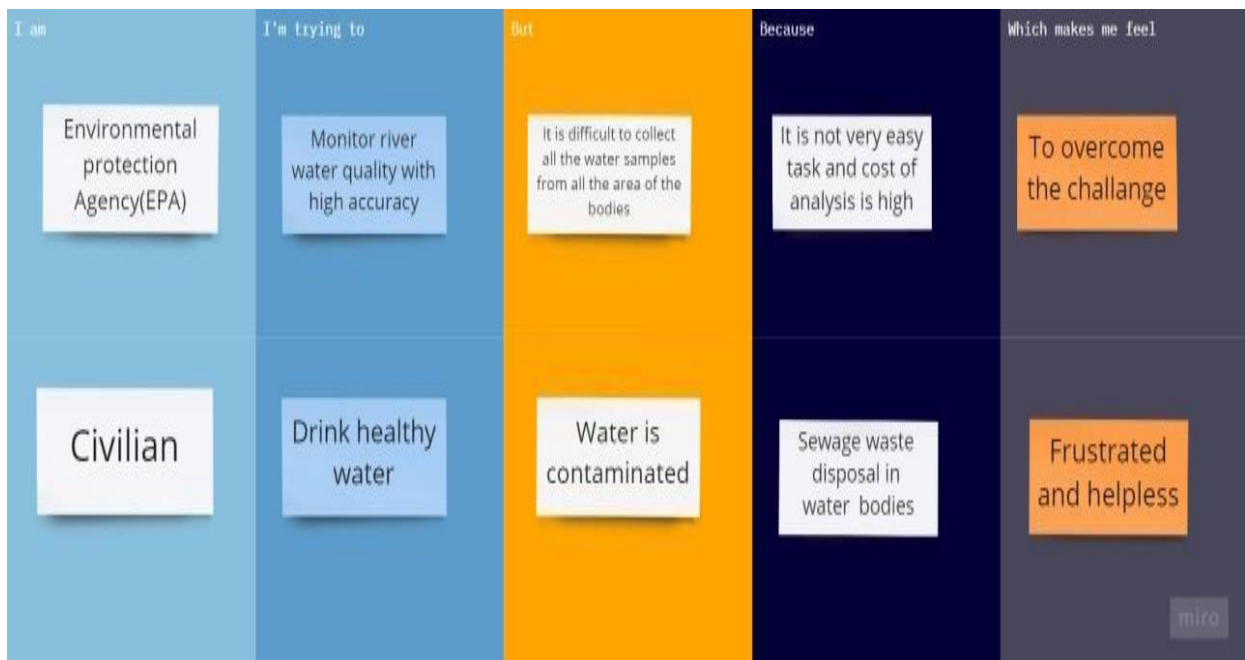 I am
I'm trying to
But
Because
Which makes me feel
Environmental
protection
Agency(EPA)
Monitor river
water quality with
high accuracy
It is difficult to collect
all the water samples
from all the area of the
bodies
It is not very easy
task and cost of
analysis is high
To overcome
the challange
Civilian
Drink healthy
water
Water is
contaminated
Sewage waste
disposal in
water bodies
Frustrated
and helpless
miro